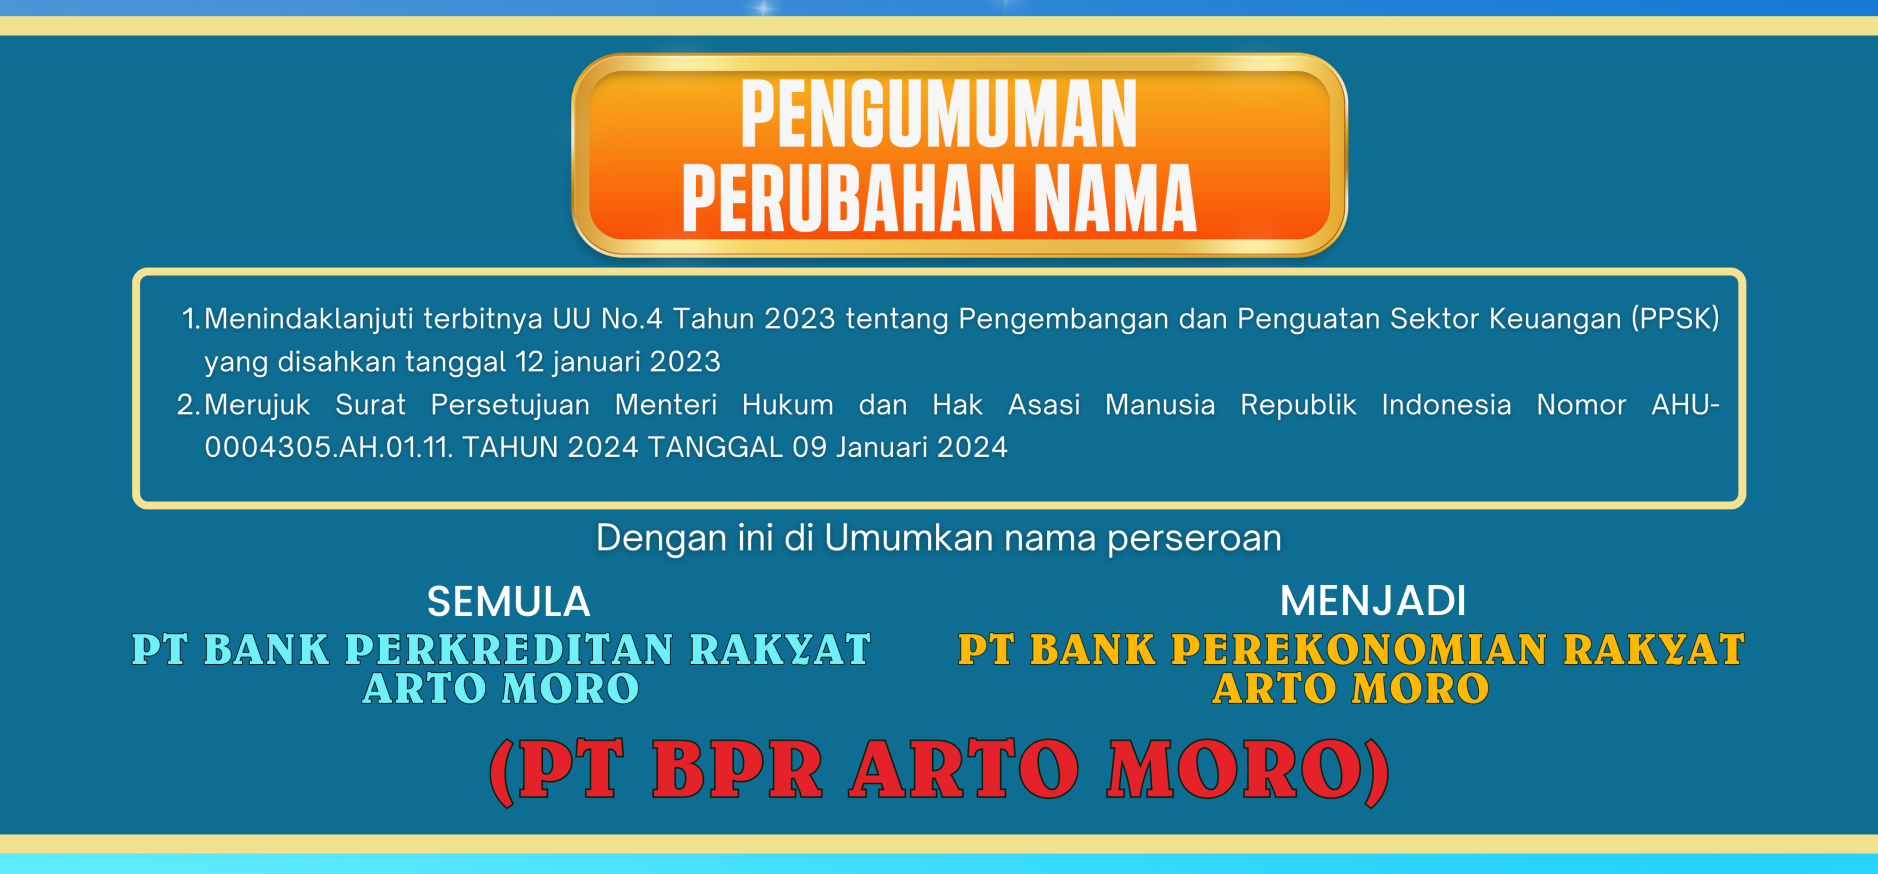 PENGUMUMAN
PERUBAHAN NAMA
1. Menindaklanjuti terbitnya UU No.4 Tahun 2023 tentang Pengembangan dan Penguatan Sektor Keuangan (PPSK)
yang disahkan tanggal 12 januari 2023
2. Merujuk Surat Persetujuan Menteri Hukum dan Hak Asasi Manusia Republik Indonesia Nomor AHU-
0004305.AH.01.11. TAHUN 2024 TANGGAL 09 Januari 2024
Dengan ini di Umumkan nama perseroan
SEMULA
PT BANK PERKREDITAN RAKYAT
ARTO MORO
MENJADI
PT BANK PEREKONOMIAN RAKYAT
ARTO MORO
(PT BPR ARTO MORO)